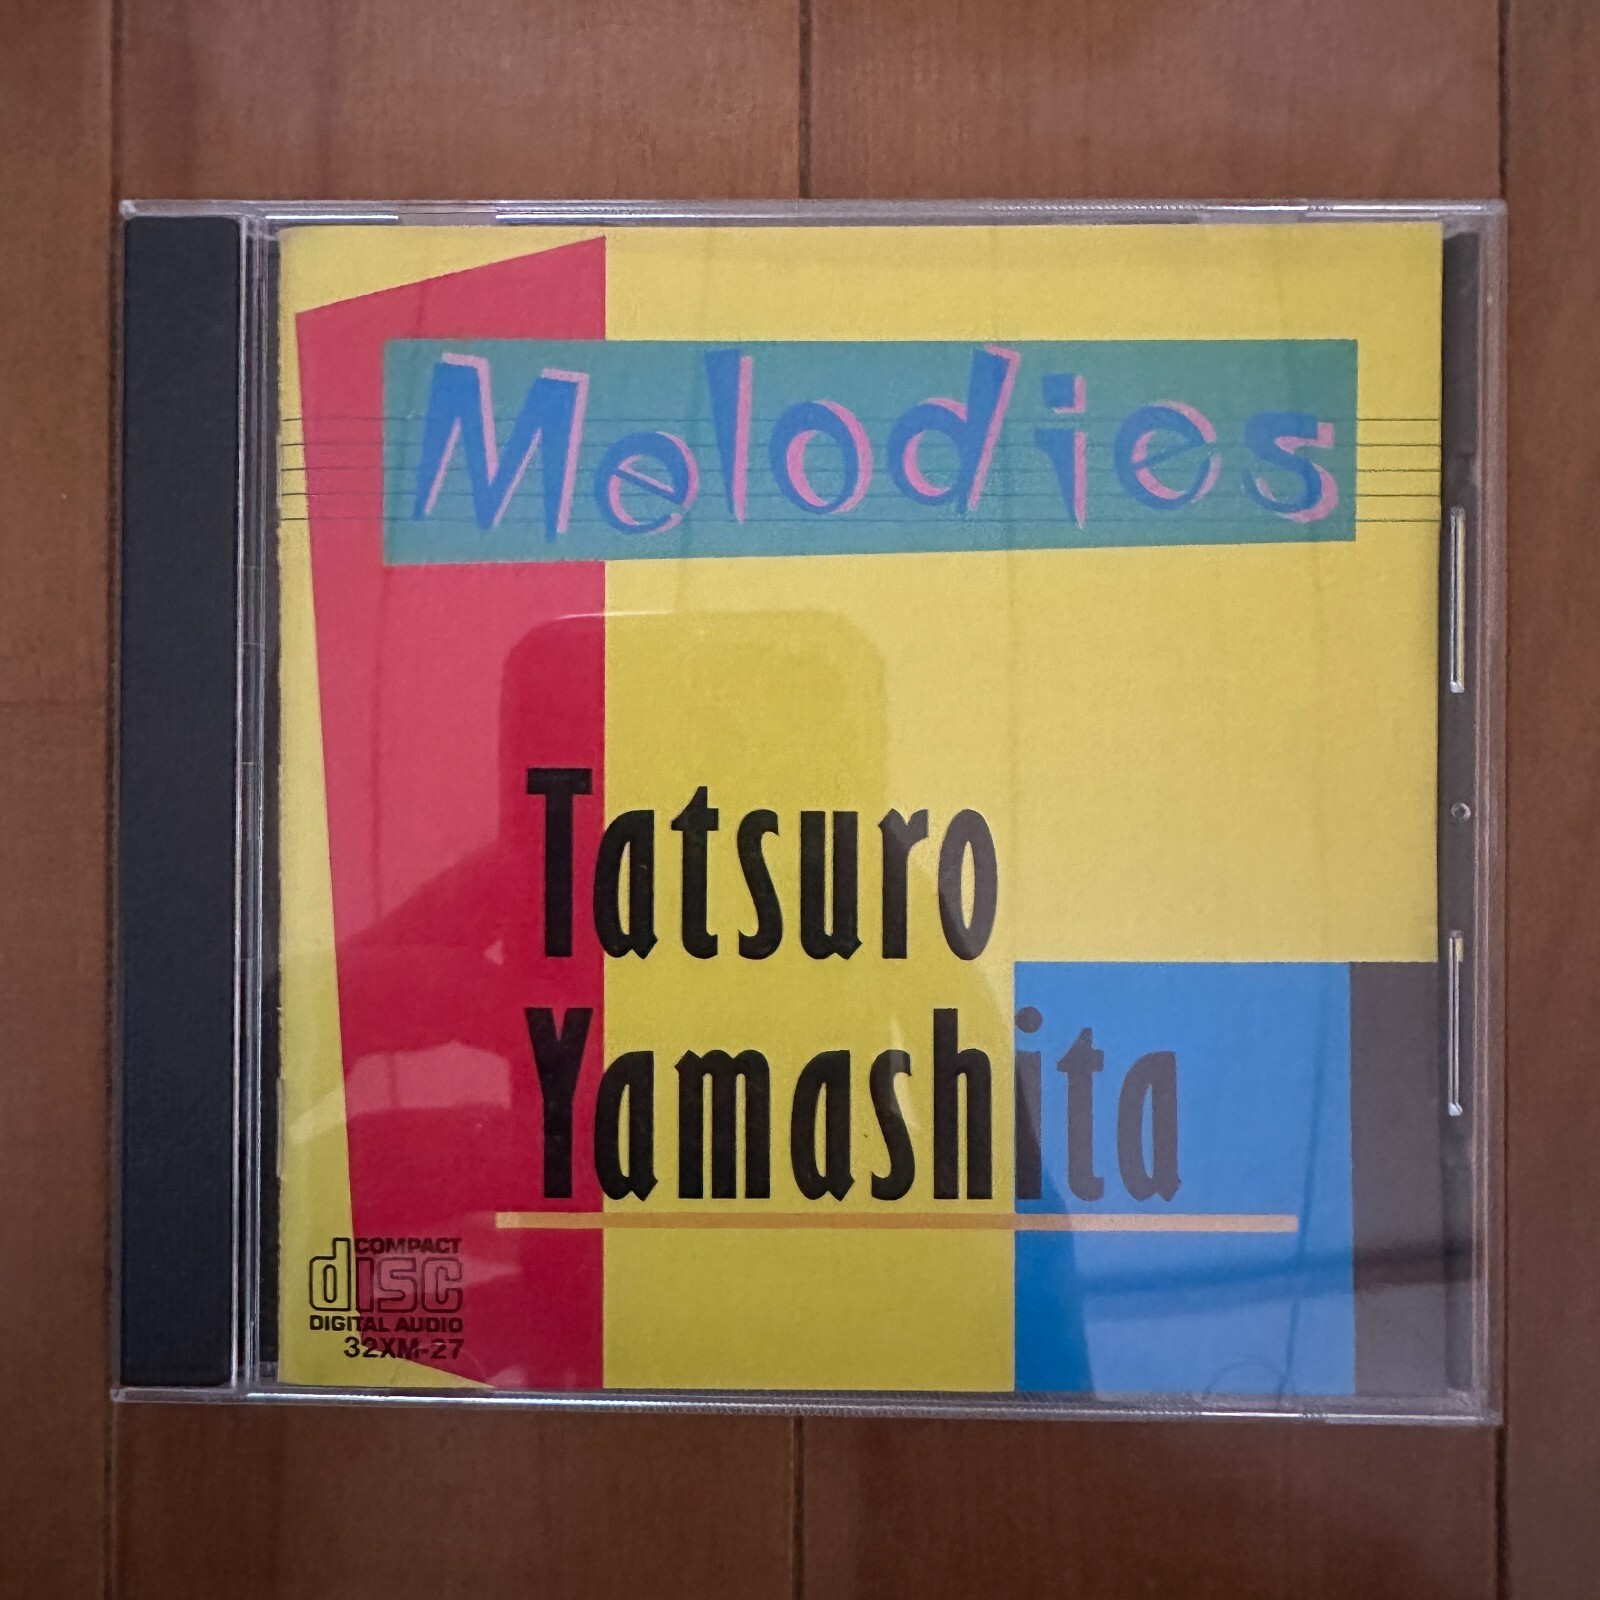 Melodies
Tatsuro
Yamashita
COMPACT
disc
DIGITAL AUDIO
32XM-27